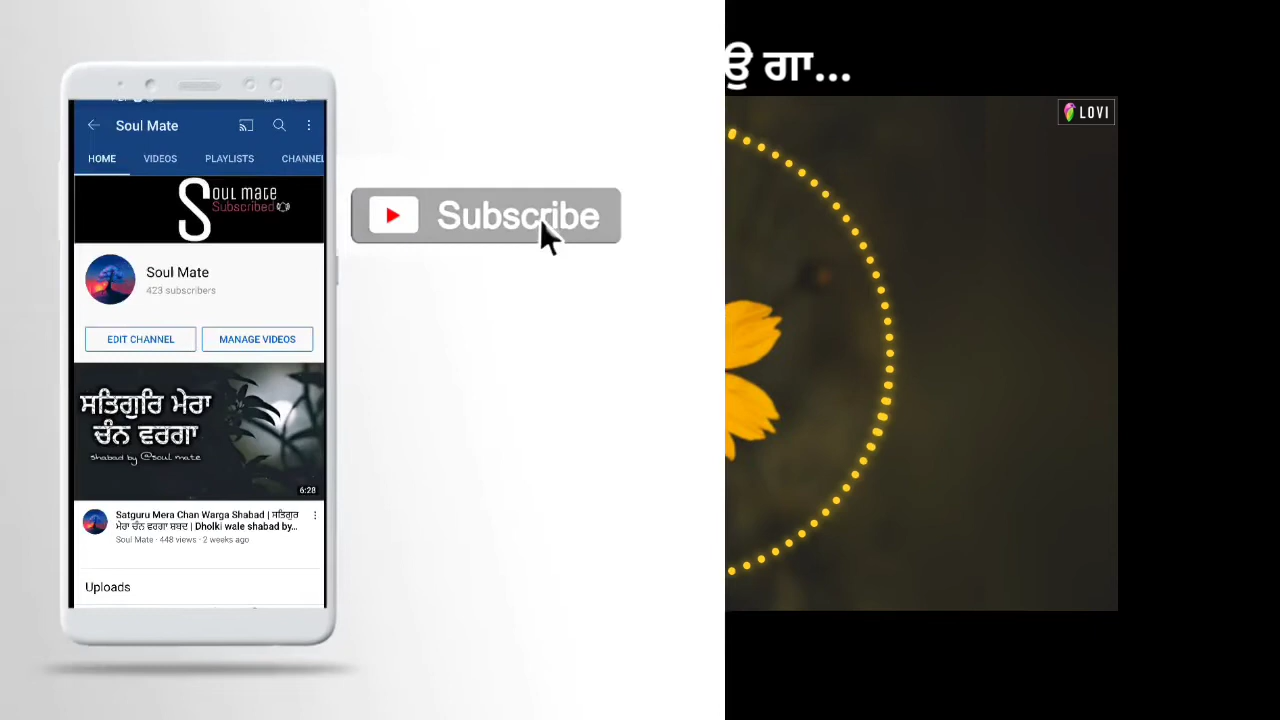 Soul Mate
HOME VIDEOS PLAYLISTS CHANNEL
Soul mate
Subscribed
Soul Mate
423 subscribers
EDIT CHANNEL MANAGE VIDEOS
ਸਤਿਗੁਰਿ ਮੇਰਾ
ਚੰਨ ਵਰਗਾ
shabad by @soul mate
6:28
Satguru Mera Chan Warga Shabad | ਸਤਿਗੁਰ
ਮੇਰਾ ਚੰਨ ਵਰਗਾ ਸ਼ਬਦ | Dholki wale shabad by...
Soul Mate · 448 views · 2 weeks ago
Uploads
Subscribe
ਉ ਗਾ...
LOVI